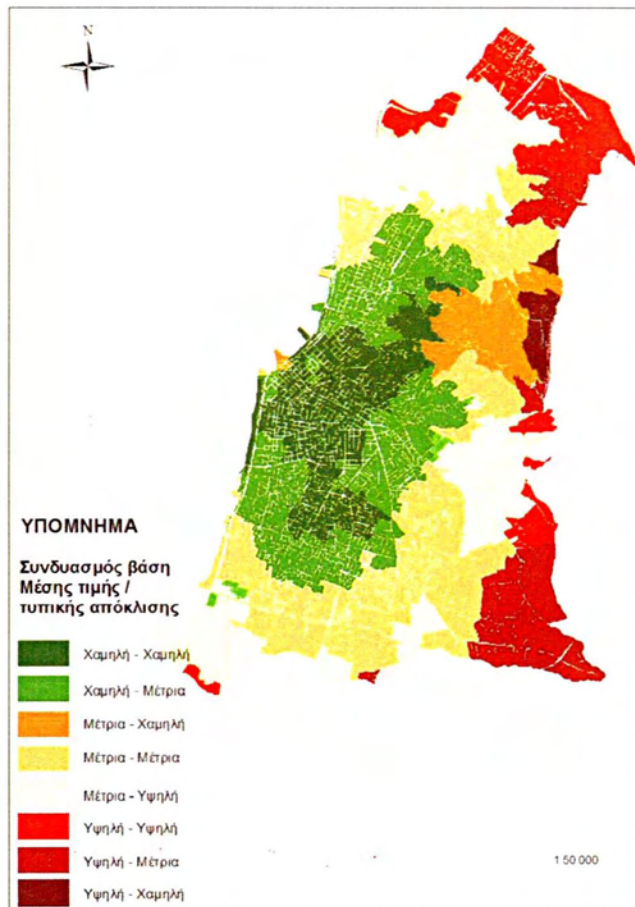 N
ΥΠΟΜΝΗΜΑ
Συνδυασμός βάση
Μέσης τιμής /
τυπικής απόκλισης
Χαμηλή - Χαμηλή
Χαμηλή - Μέτρια
Μέτρια - Χαμηλή
Μέτρια - Μέτρια
Μέτρια - Υψηλή
Υψηλή - Υψηλή
Υψηλή - Μέτρια
Υψηλή - Χαμηλή
1 50 000